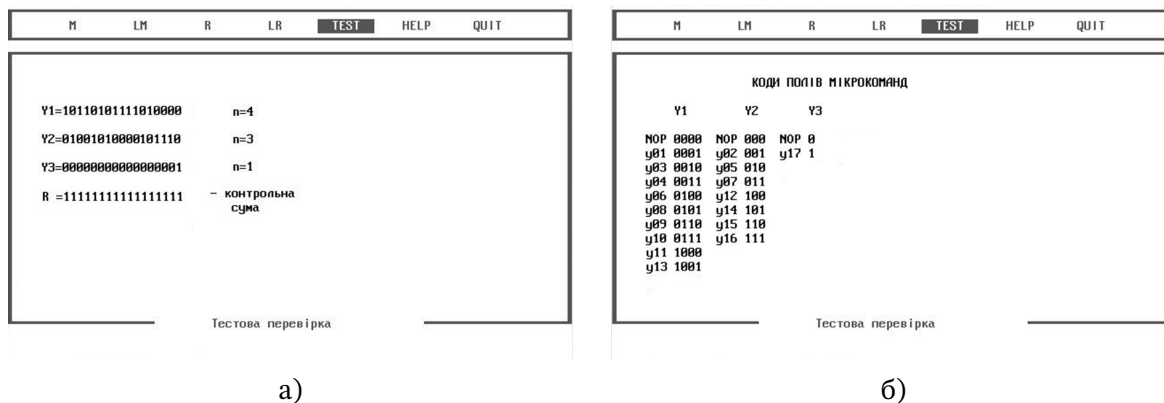 M LM R LR TEST HELP QUIT
Y1=10110101111010000 n=4
Y2=01001010000101110 n=3
Y3=00000000000000001 n=1
R =11111111111111111 - контрольна
сума
Тестова перевірка
а)
M LM R LR TEST HELP QUIT
КОДИ ПОЛІВ МІКРОКОМАНД
Y1 Y2 Y3
NOP 0000 NOP 000 NOP 0
y01 0001 y02 001 y17 1
y03 0010 y05 010
y04 0011 y07 011
y06 0100 y12 100
y08 0101 y14 101
y09 0110 y15 110
y10 0111 y16 111
y11 1000
y13 1001
Тестова перевірка
б)